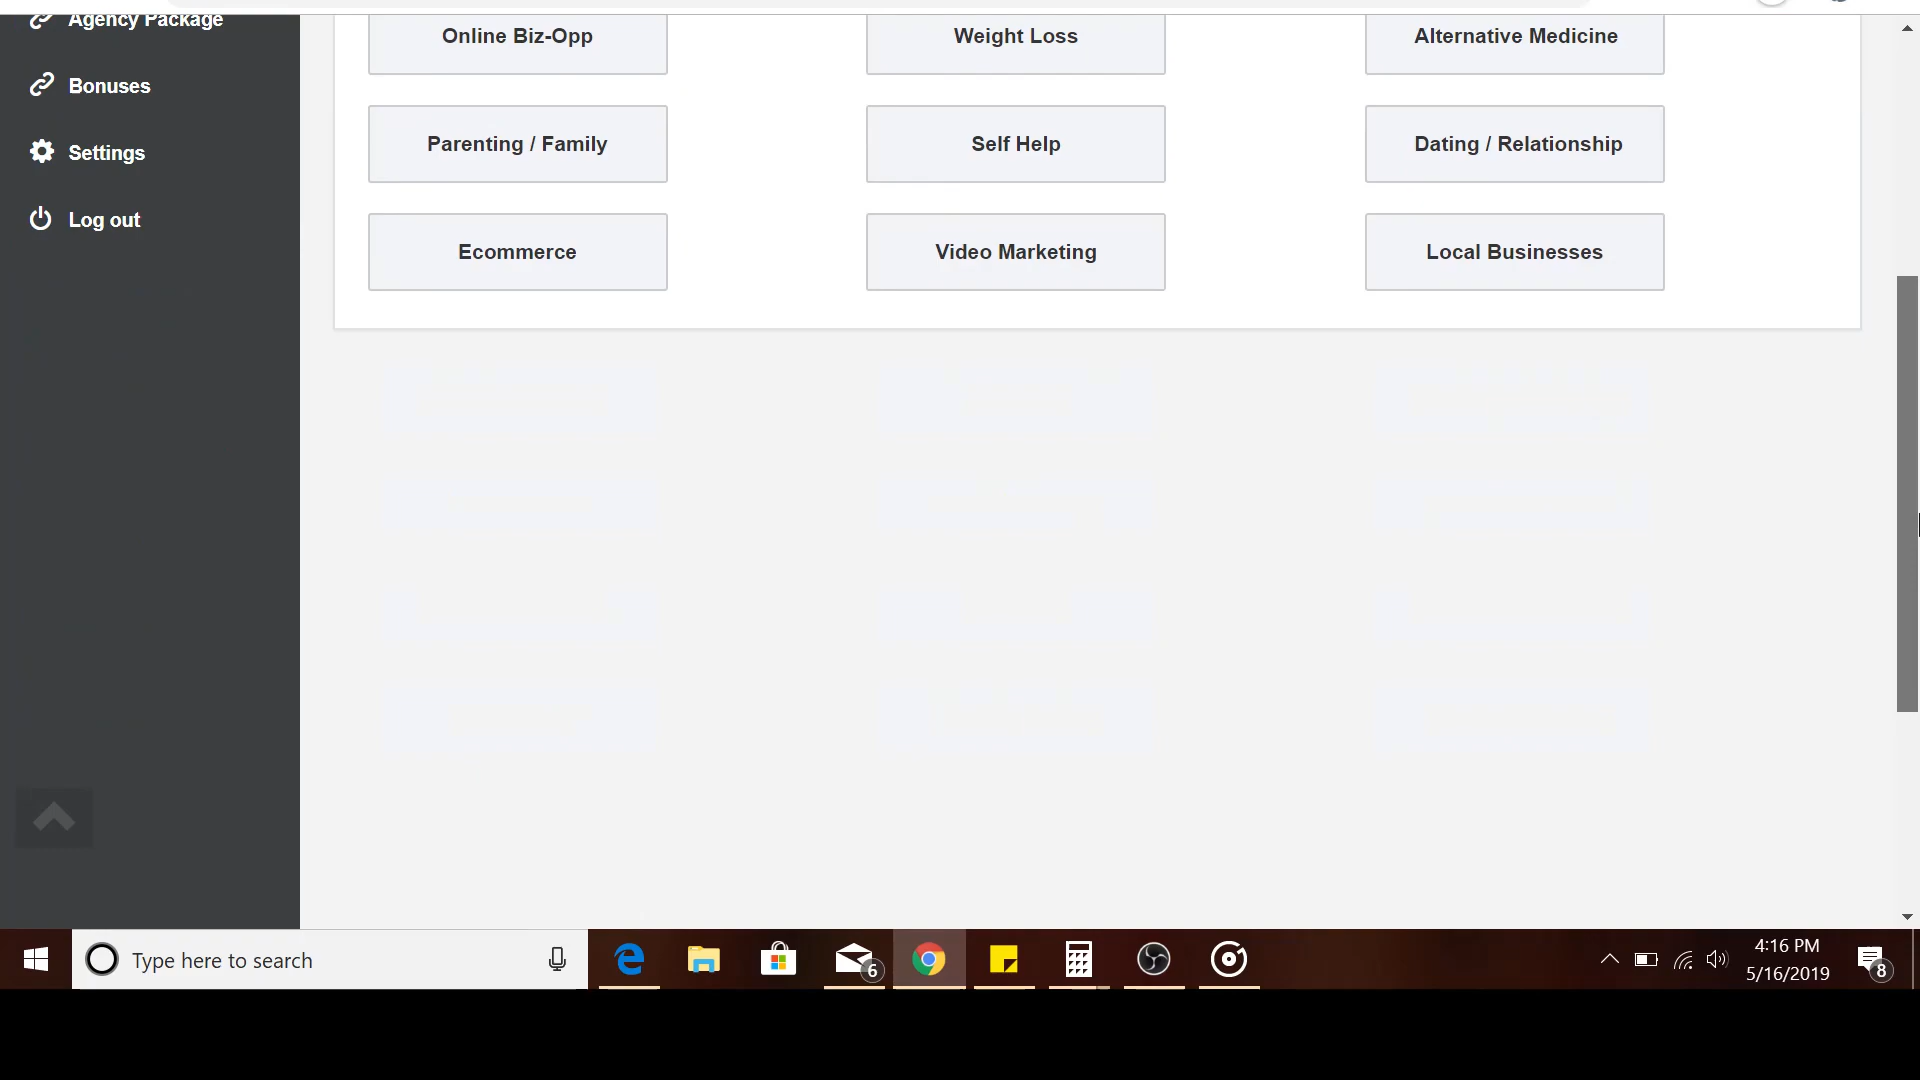 Agency Package
Bonuses
Settings
Log out
Online Biz-Opp
Weight Loss
Alternative Medicine
Parenting / Family
Self Help
Dating / Relationship
Ecommerce
Video Marketing
Local Businesses
Type here to search
6
4:16 PM
5/16/2019
8